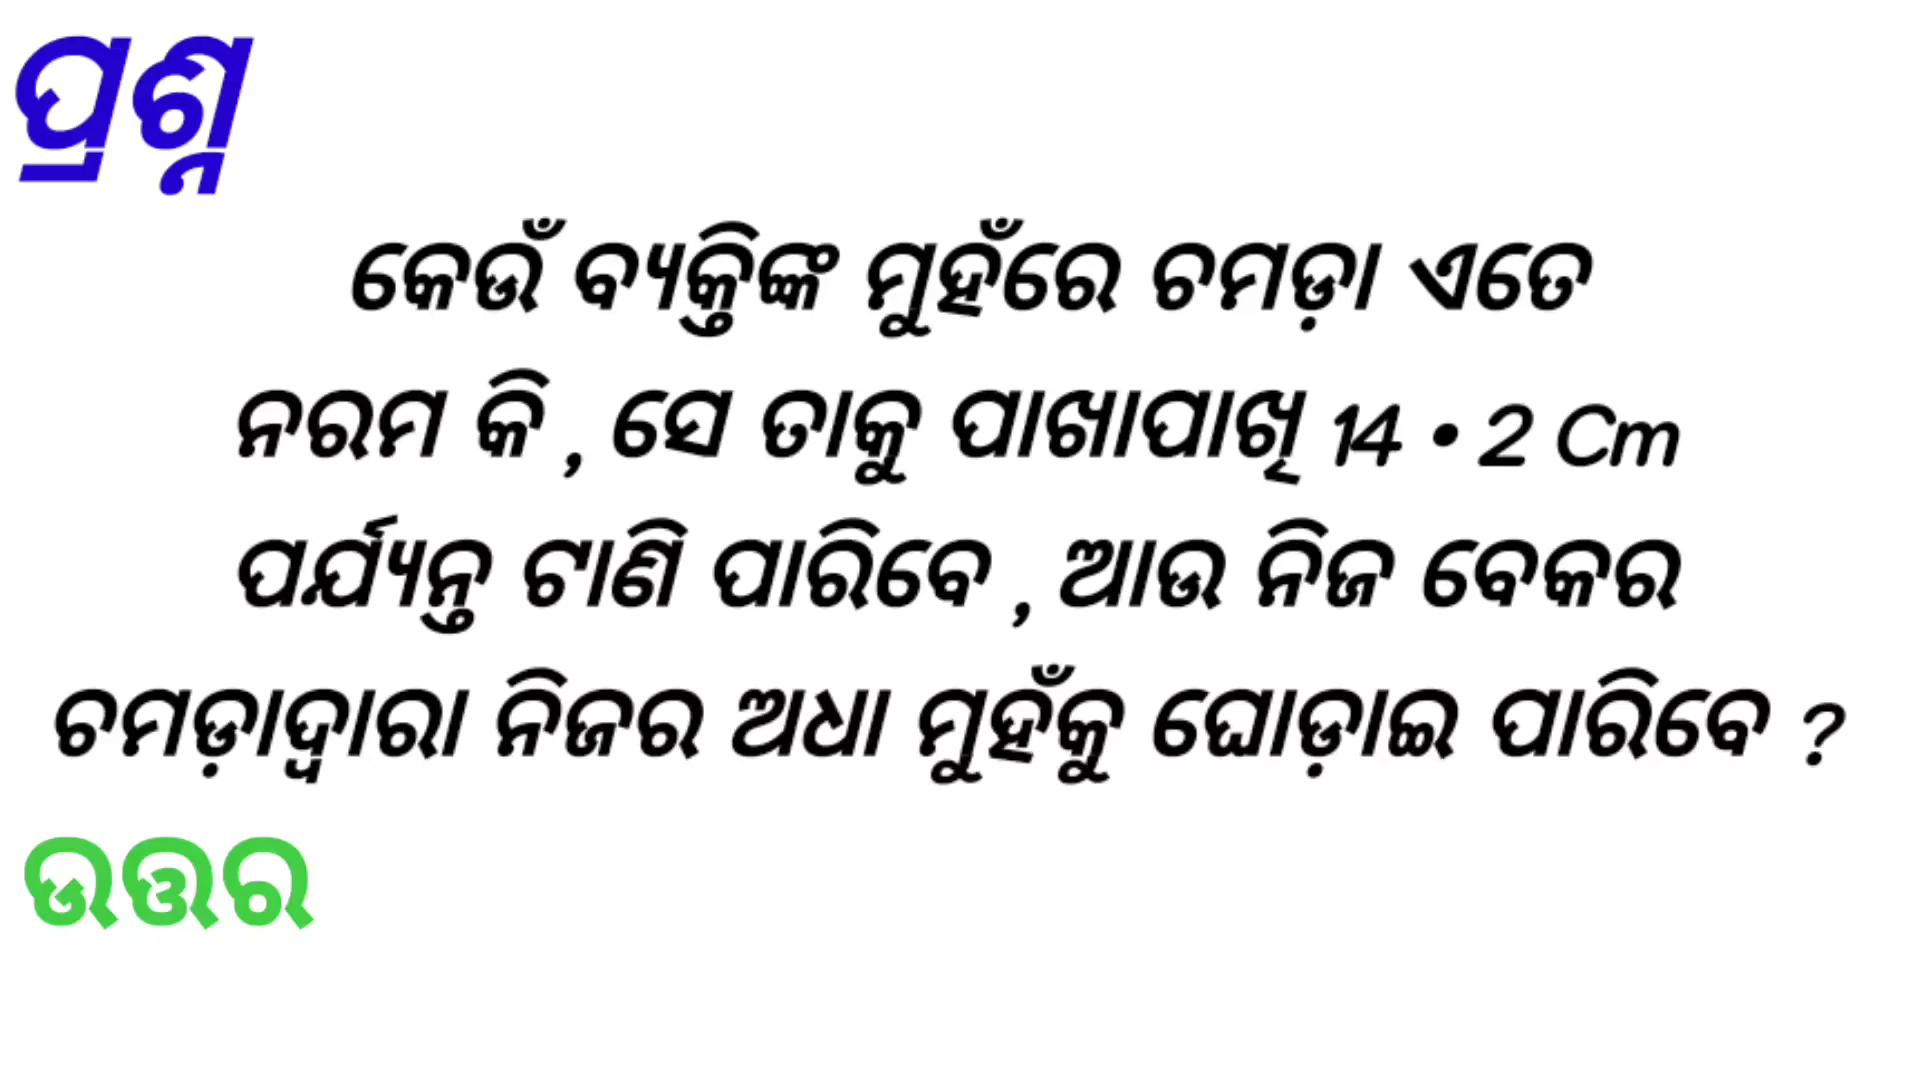 ପ୍ରଶ୍ନ
କେଉଁ ବ୍ୟକ୍ତିଙ୍କ ମୁହଁରେ ଚମଡ଼ା ଏତେ
ନରମ କି , ସେ ତାକୁ ପାଖାପାଖି 14 • 2 Cm
ପର୍ଯ୍ୟନ୍ତ ଟାଣି ପାରିବେ , ଆଉ ନିଜ ବେକର
ଚମଡ଼ାଦ୍ୱାରା ନିଜର ଅଧା ମୁହଁକୁ ଘୋଡ଼ାଇ ପାରିବେ ?
ଉତ୍ତର